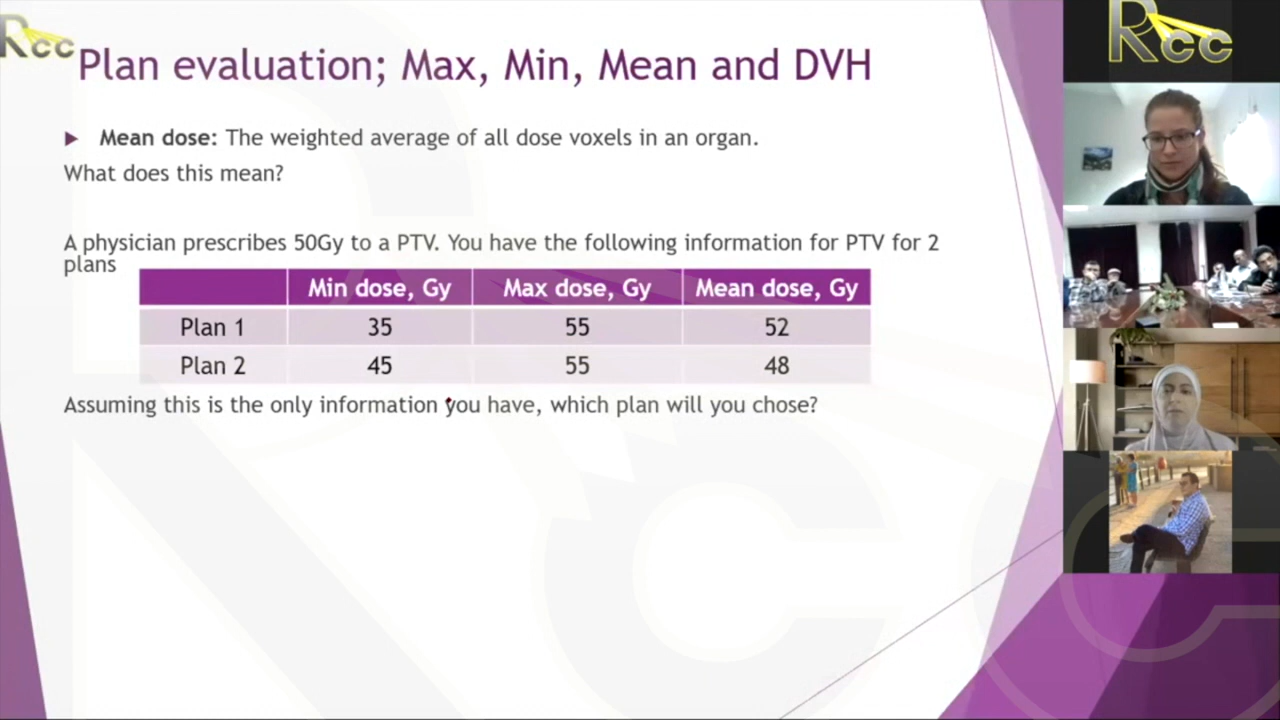 Rcc
Plan evaluation; Max, Min, Mean and DVH
Mean dose: The weighted average of all dose voxels in an organ.
What does this mean?
A physician prescribes 50Gy to a PTV. You have the following information for PTV for 2
plans
Min dose, Gy Max dose, Gy Mean dose, Gy
Plan 1 35 55 52
Plan 2 45 55 48
Assuming this is the only information you have, which plan will you chose?
Rcc